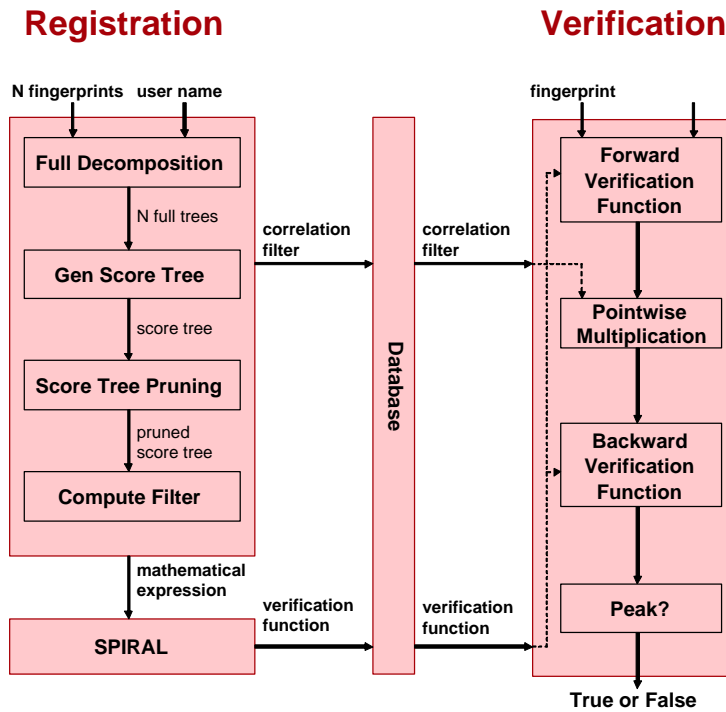 Registration
Verification
N fingerprints
user name
fingerprint
Full Decomposition
N full trees
Gen Score Tree
score tree
Score Tree Pruning
pruned
score tree
Compute Filter
mathematical
expression
SPIRAL
correlation
filter
verification
function
Database
correlation
filter
verification
function
Forward
Verification
Function
Pointwise
Multiplication
Backward
Verification
Function
Peak?
True or False